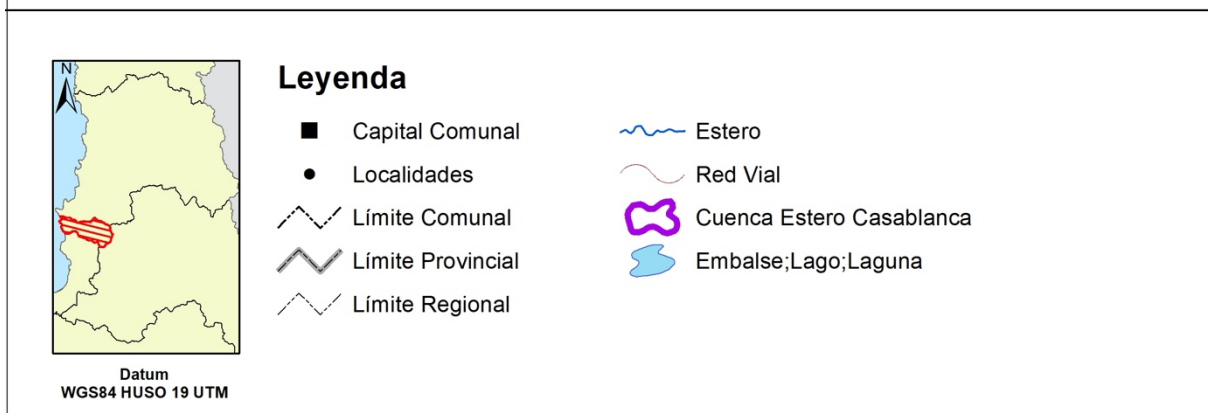 N
Datum
WGS84 HUSO 19 UTM
Leyenda
Capital Comunal
Localidades
Límite Comunal
Límite Provincial
Límite Regional
Estero
Red Vial
Cuenca Estero Casablanca
Embalse;Lago;Laguna